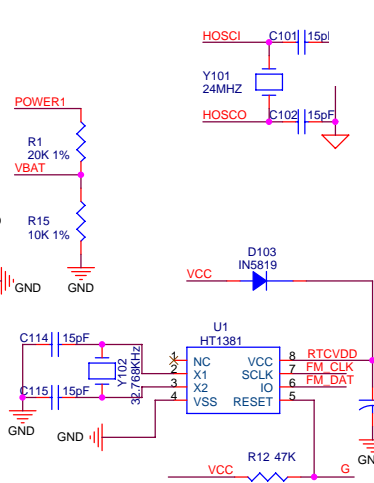 HOSCI
C101
15pl
Y101
24MHZ
HOSCO
C102
15pF
POWER1
R1
20K 1%
VBAT
R15
10K 1%
GND
GND
D103
IN5819
VCC
U1
HT1381
C114
15pF
Y102
32.768KHz
C115
15pF
1 NC
2 X1
3 X2
4 VSS
VCC 8 RTCVDD
SCLK 7 FM_CLK
IO 6 FM_DAT
RESET 5
GND
GND
R12 47K
VCC
G
GN